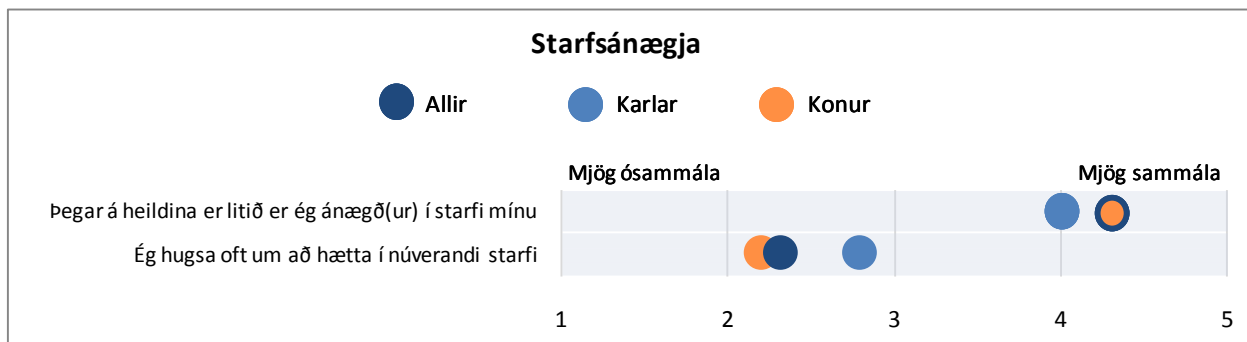 Starfsánægja
Allir Karlar Konur
Mjög ósammála Mjög sammála
Þegar á heildina er litið er ég ánægð(ur) í starfi mínu
Ég hugsa oft um að hætta í núverandi starfi
1 2 3 4 5